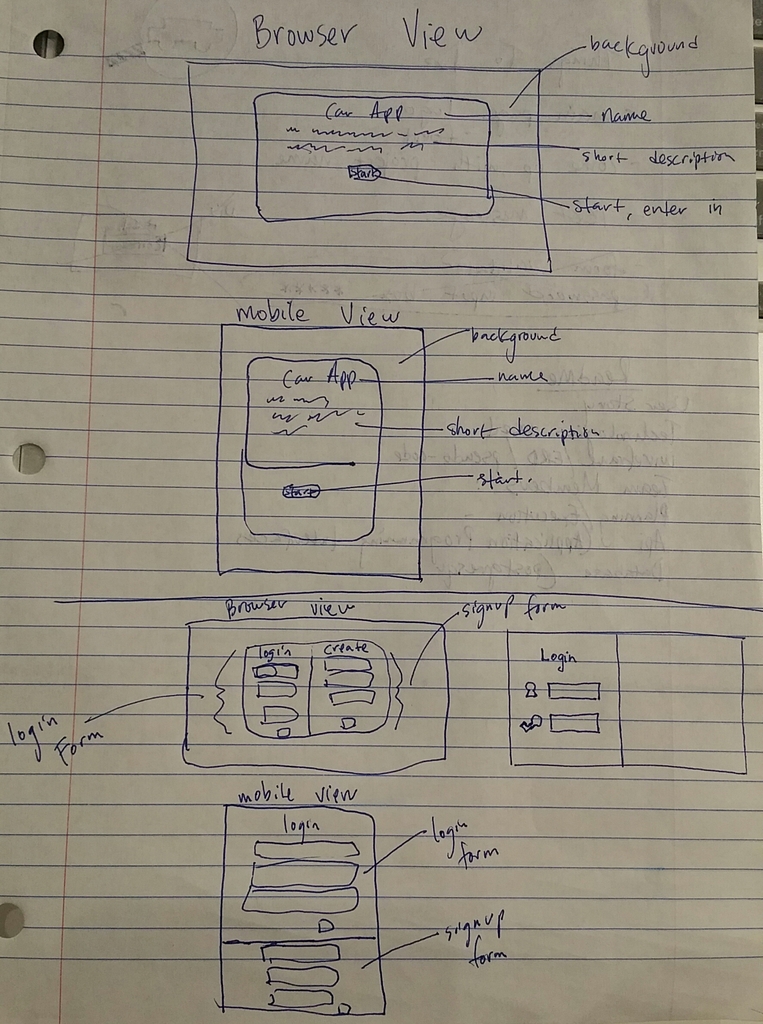 Browser View
background
Car App
name
short description
start
start, enter in
mobile View
background
Car App
name
short description
start
start.
Browser view
signup form
login
create
Login
login
form
mobile view
login
login
form
signup
form